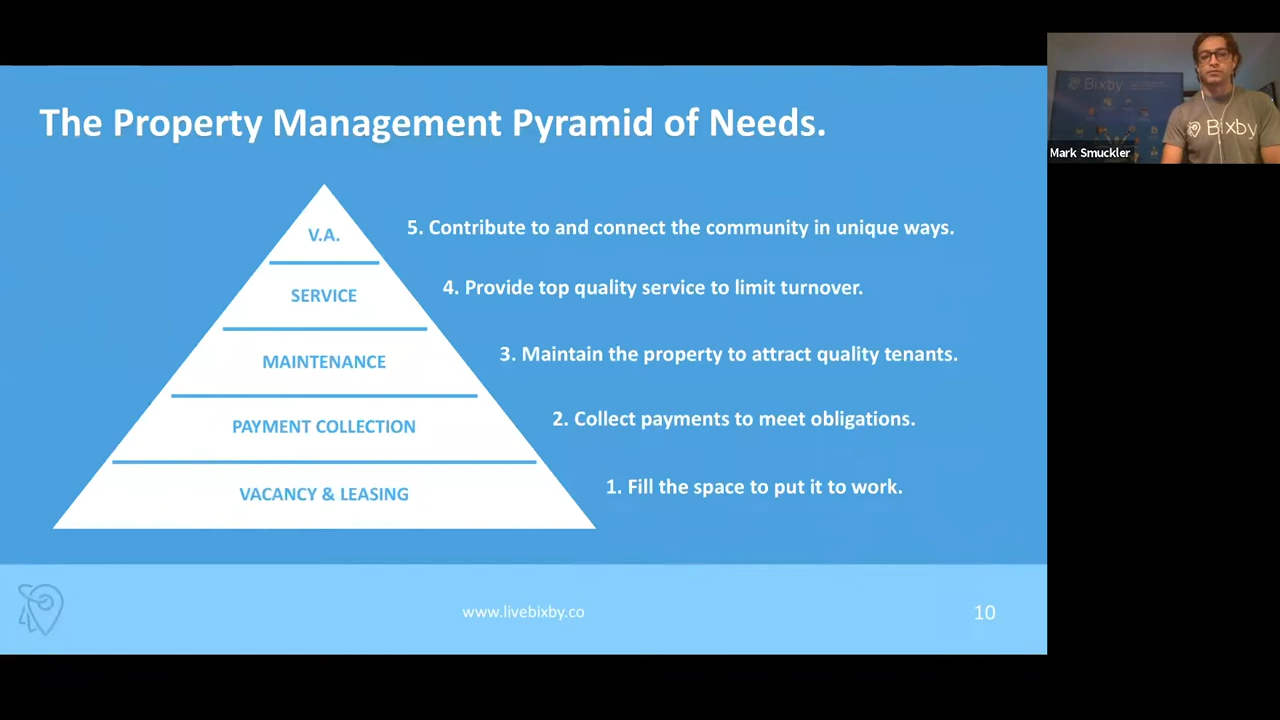 The Property Management Pyramid of Needs.
V.A.
5. Contribute to and connect the community in unique ways.
SERVICE
4. Provide top quality service to limit turnover.
MAINTENANCE
3. Maintain the property to attract quality tenants.
PAYMENT COLLECTION
2. Collect payments to meet obligations.
VACANCY & LEASING
1. Fill the space to put it to work.
www.livebixby.co
10
Bixby
Bixby
Mark Smuckler